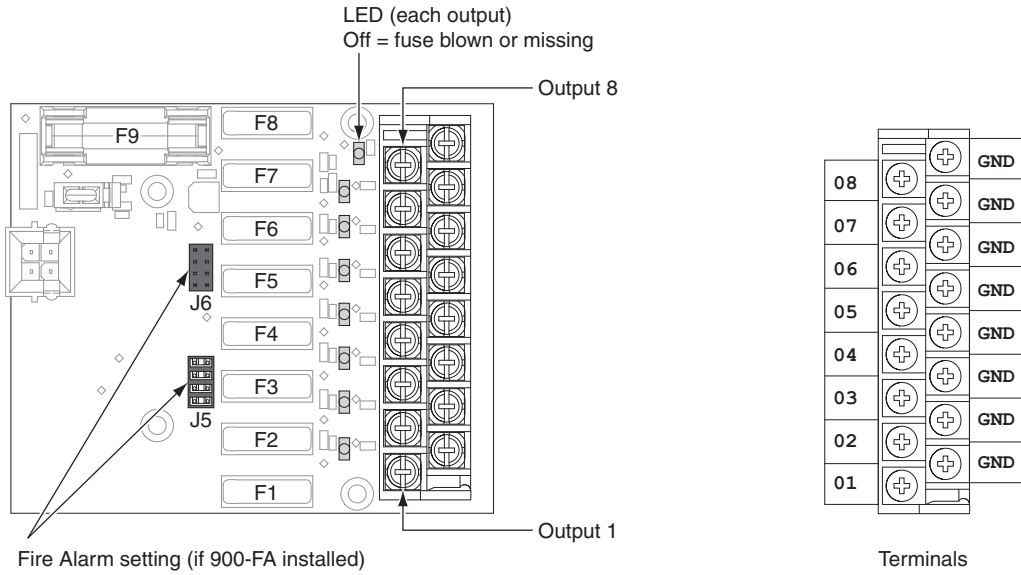 LED (each output)
Off = fuse blown or missing
Output 8
F9
F8
F7
F6
F5
J6
F4
F3
J5
F2
F1
Output 1
Fire Alarm setting (if 900-FA installed)
GND
08
GND
07
GND
06
GND
05
GND
04
GND
03
GND
02
GND
01
Terminals